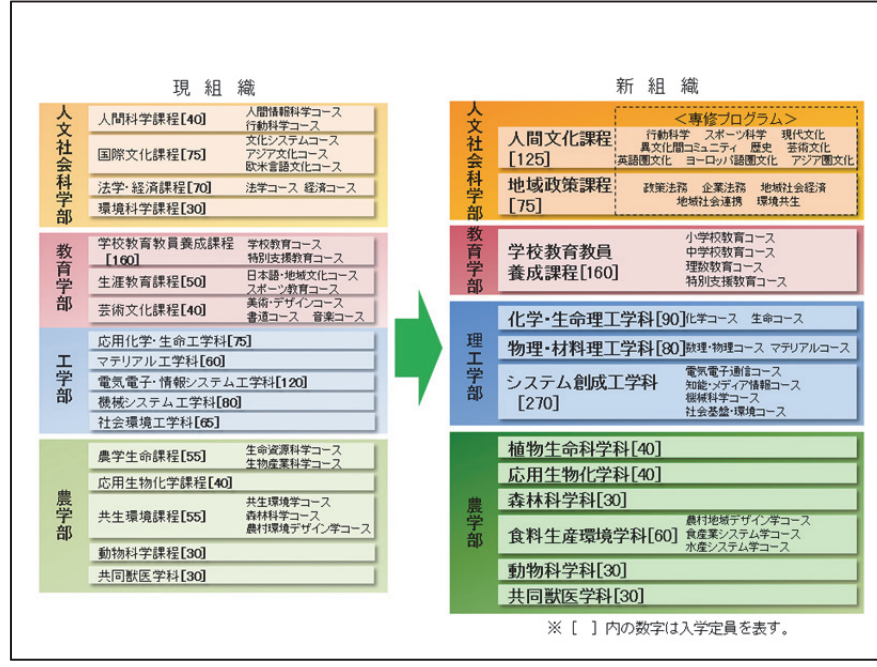 現 組 織
人文社会科学部
人間科学課程[40]
人間情報科学コース
行動科学コース
国際文化課程[75]
文化システムコース
アジア文化コース
欧米言語文化コース
法学・経済課程[70]
法学コース 経済コース
環境科学課程[30]
教育学部
学校教育教員養成課程
[160]
学校教育コース
特別支援教育コース
生涯教育課程[50]
日本語・地域文化コース
スポーツ教育コース
芸術文化課程[40]
美術・デザインコース
書道コース 音楽コース
工学部
応用化学・生命工学科[75]
マテリアル工学科[60]
電気電子・情報システム工学科[120]
機械システム工学科[80]
社会環境工学科[65]
農学部
農学生命課程[55]
生命資源科学コース
生物産業科学コース
応用生物化学課程[40]
共生環境課程[55]
共生環境学コース
森林科学コース
農村環境デザイン学コース
動物科学課程[30]
共同獣医学科[30]
新 組 織
人文社会科学部
人間文化課程
[125]
<専修プログラム>
行動科学 スポーツ科学 現代文化
異文化間コミュニティ 歴史 芸術文化
英語圏文化 ヨーロッパ語圏文化 アジア圏文化
地域政策課程
[75]
政策法務 企業法務 地域社会経済
地域社会連携 環境共生
教育学部
学校教育教員
養成課程[160]
小学校教育コース
中学校教育コース
理数教育コース
特別支援教育コース
理工学部
化学・生命理工学科[90]
化学コース 生命コース
物理・材料理工学科[80]
数理・物理コース マテリアルコース
システム創成工学科
[270]
電気電子通信コース
知能・メディア情報コース
機械科学コース
社会基盤・環境コース
農学部
植物生命科学科[40]
応用生物化学科[40]
森林科学科[30]
食料生産環境学科[60]
農村地域デザイン学コース
食産業システム学コース
水産システム学コース
動物科学科[30]
共同獣医学科[30]
※ [ ] 内の数字は入学定員を表す。